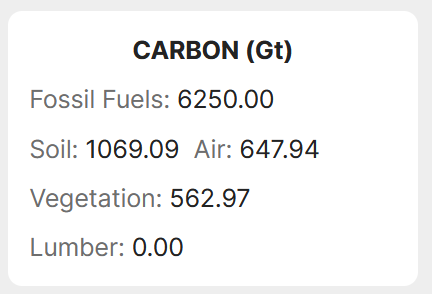 CARBON (Gt)
Fossil Fuels: 6250.00
Soil: 1069.09 Air: 647.94
Vegetation: 562.97
Lumber: 0.00